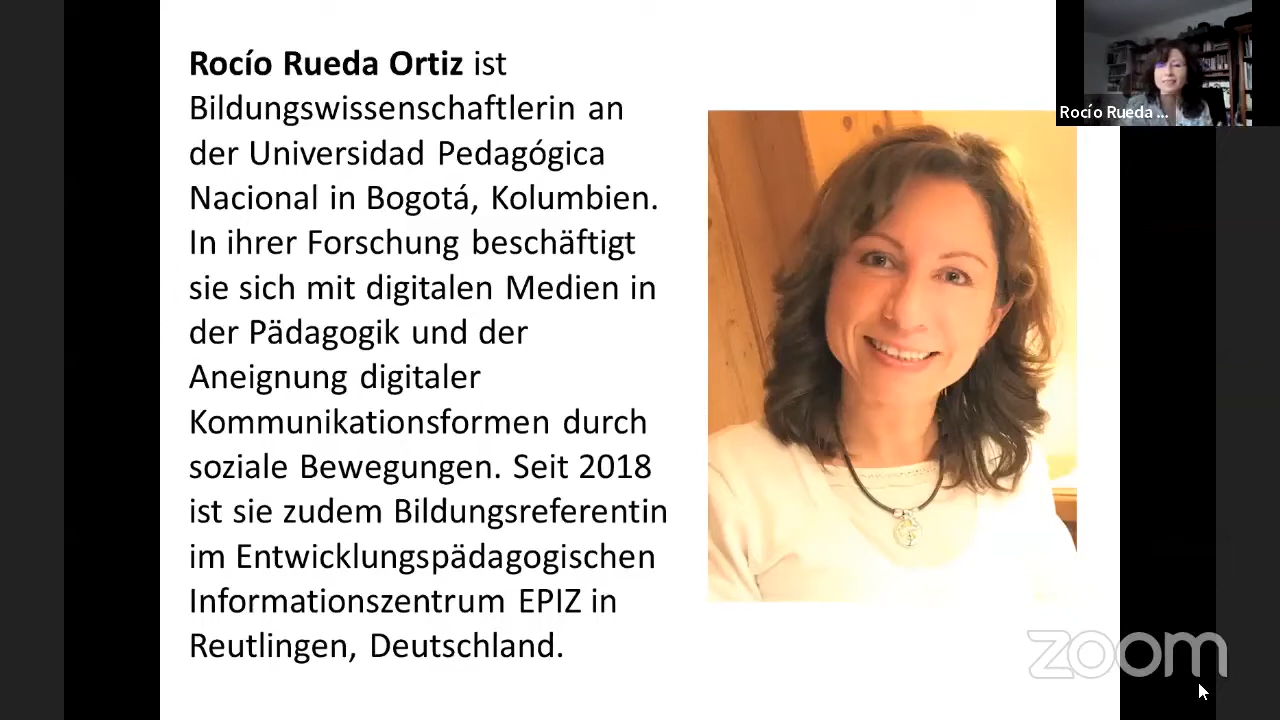 Rocío Rueda Ortiz ist
Bildungswissenschaftlerin an
der Universidad Pedagógica
Nacional in Bogotá, Kolumbien.
In ihrer Forschung beschäftigt
sie sich mit digitalen Medien in
der Pädagogik und der
Aneignung digitaler
Kommunikationsformen durch
soziale Bewegungen. Seit 2018
ist sie zudem Bildungsreferentin
im Entwicklungspädagogischen
Informationszentrum EPIZ in
Reutlingen, Deutschland.
Rocío Rueda ...
zoom